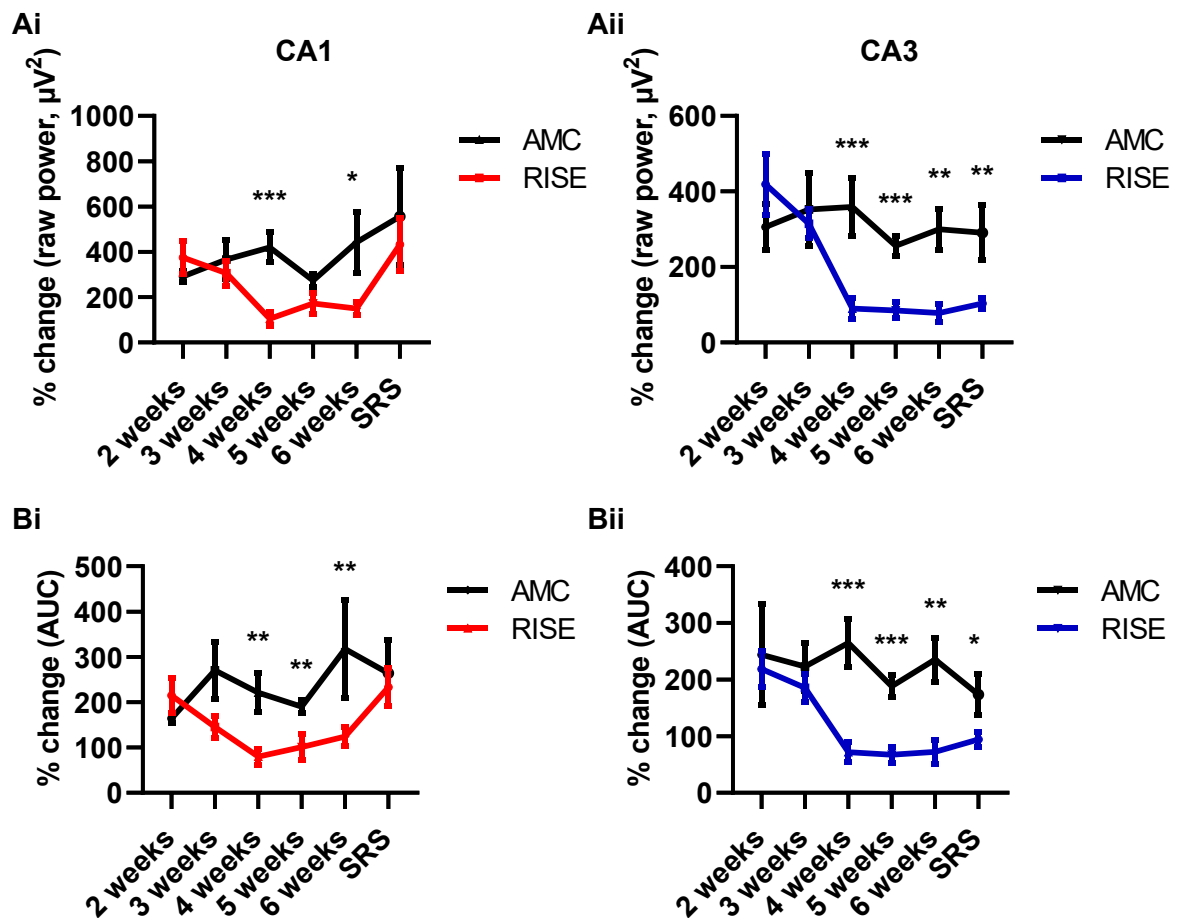 Ai
CA1
% change (raw power, µV²)
1000
800
600
400
200
0
***
*
AMC
RISE
2 weeks
3 weeks
4 weeks
5 weeks
6 weeks
SRS
Aii
CA3
% change (raw power, µV²)
600
400
200
0
***
***
**
**
AMC
RISE
2 weeks
3 weeks
4 weeks
5 weeks
6 weeks
SRS
Bi
% change (AUC)
500
400
300
200
100
0
**
**
**
AMC
RISE
2 weeks
3 weeks
4 weeks
5 weeks
6 weeks
SRS
Bii
% change (AUC)
400
300
200
100
0
***
***
**
*
AMC
RISE
2 weeks
3 weeks
4 weeks
5 weeks
6 weeks
SRS